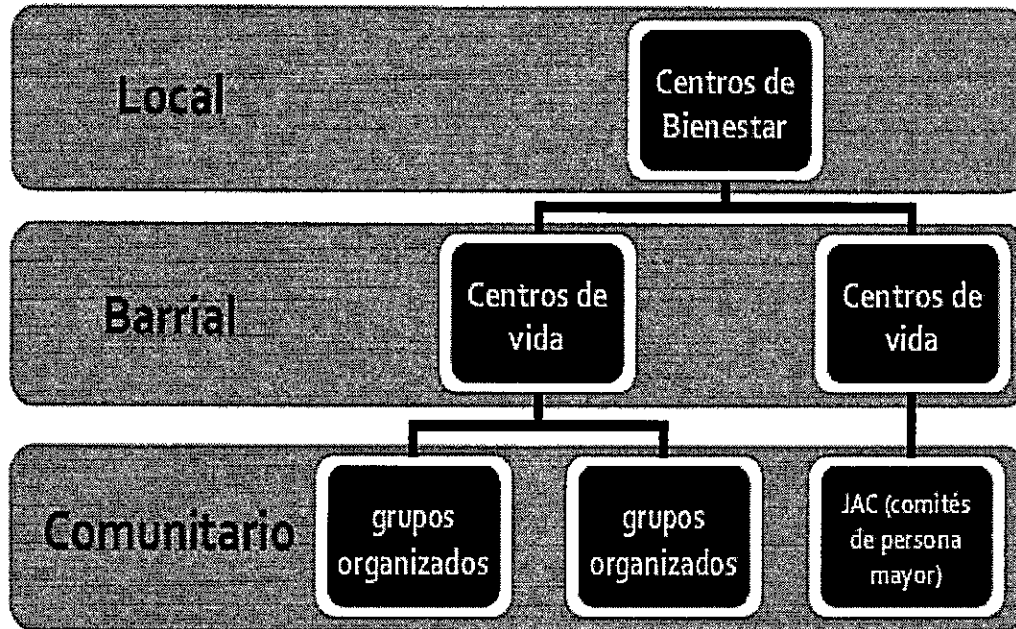 Local
Centros de
Bienestar
Barrial
Centros de
vida
Centros de
vida
Comunitario
grupos
organizados
grupos
organizados
JAC (comités
de persona
mayor)